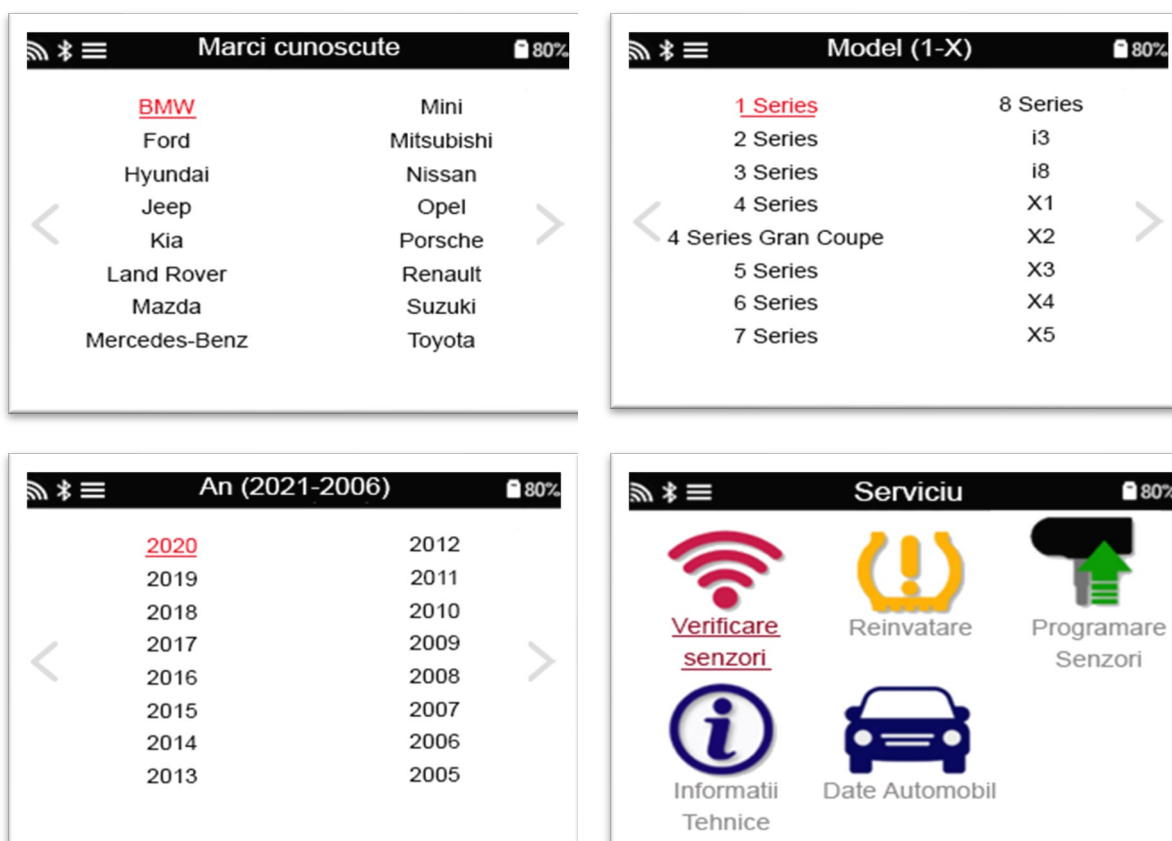 Marci cunoscute
80%
BMW
Ford
Hyundai
Jeep
Kia
Land Rover
Mazda
Mercedes-Benz
Mini
Mitsubishi
Nissan
Opel
Porsche
Renault
Suzuki
Toyota
Model (1-X)
80%
1 Series
2 Series
3 Series
4 Series
4 Series Gran Coupe
5 Series
6 Series
7 Series
8 Series
i3
i8
X1
X2
X3
X4
X5
An (2021-2006)
80%
2020
2019
2018
2017
2016
2015
2014
2013
2012
2011
2010
2009
2008
2007
2006
2005
Serviciu
80%
Verificare
senzori
Reinvatare
Programare
Senzori
Informatii
Tehnice
Date Automobil